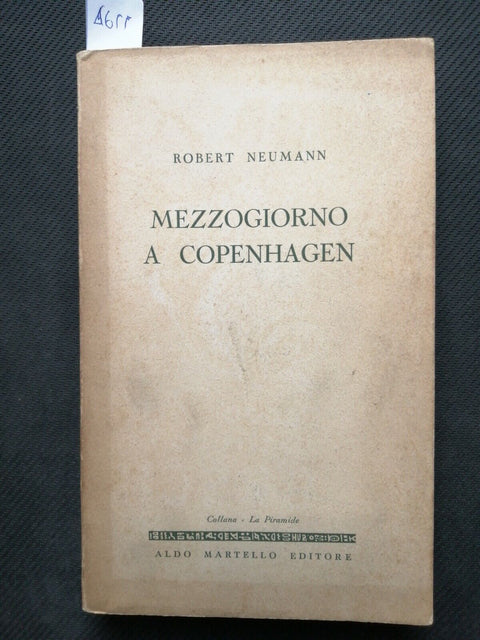 ROBERT NEUMANN
MEZZOGIORNO
A COPENHAGEN
Collana - La Piramide
ALDO MARTELLO EDITORE